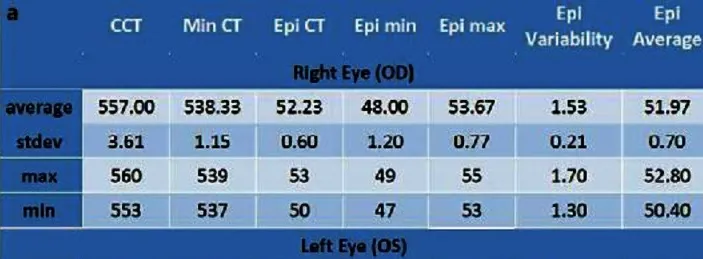 a
CCT Min CT Epi CT Epi min Epi max Epi Variability Epi Average
Right Eye (OD)
average 557.00 538.33 52.23 48.00 53.67 1.53 51.97
stdev 3.61 1.15 0.60 1.20 0.77 0.21 0.70
max 560 539 53 49 55 1.70 52.80
min 553 537 50 47 53 1.30 50.40
Left Eye (OS)